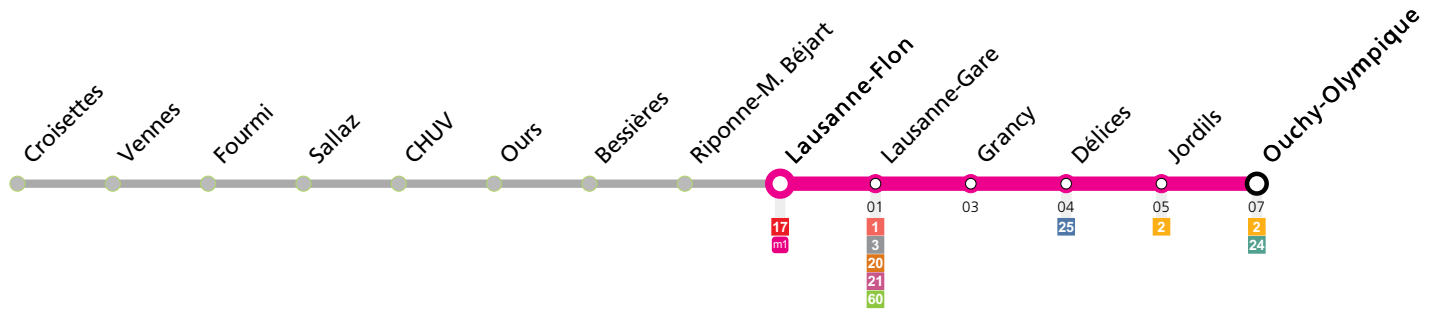 Croisettes
Vennes
Fourmi
Sallaz
CHUV
Ours
Bessières
Riponne-M. Béjart
Lausanne-Flon
Lausanne-Gare
Grancy
Délices
Jordils
Ouchy-Olympique
01 03 04 05 07
17 1 25 2 2
m1 3 24
20
21
60